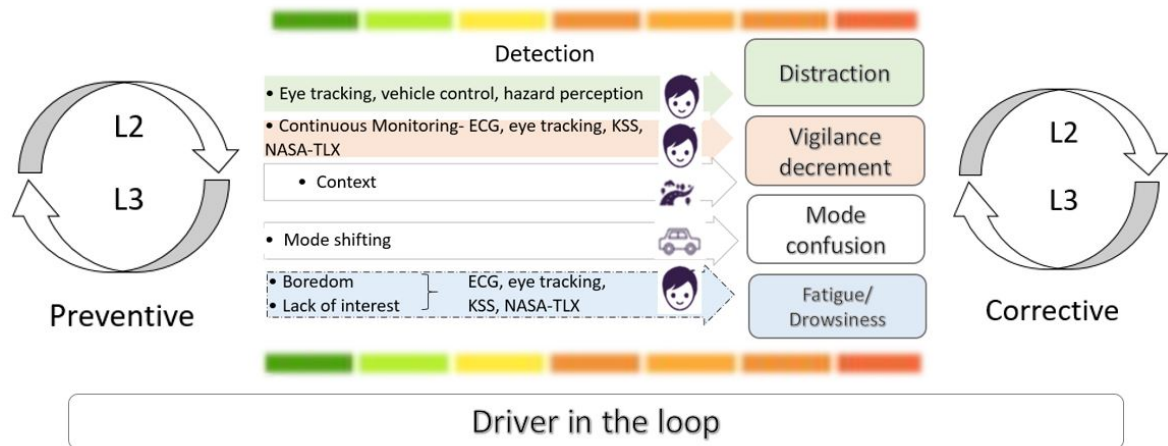 Detection
L2
L3
Preventive
• Eye tracking, vehicle control, hazard perception
• Continuous Monitoring- ECG, eye tracking, KSS,
NASA-TLX
• Context
• Mode shifting
• Boredom
• Lack of interest
ECG, eye tracking,
KSS, NASA-TLX
Distraction
Vigilance
decrement
Mode
confusion
Fatigue/
Drowsiness
L2
L3
Corrective
Driver in the loop